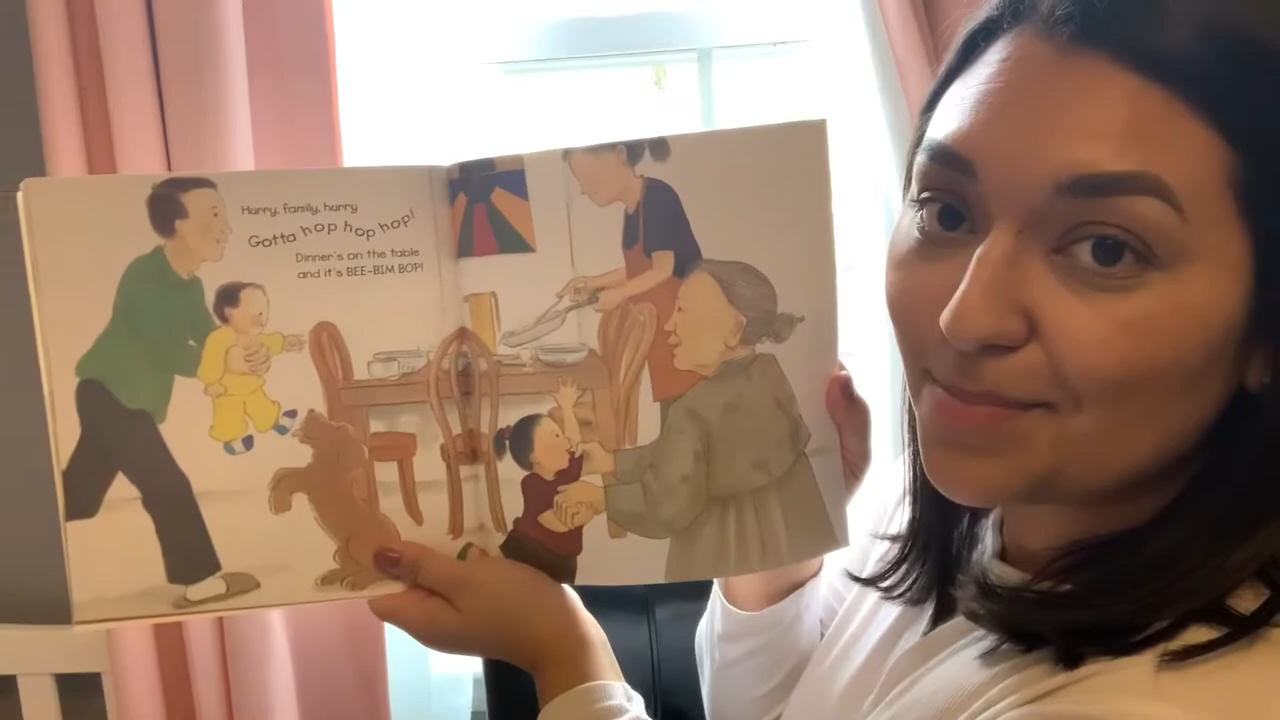 Hurry, family, hurry
Gotta hop hop hop!
Dinner's on the table
and it's BEE-BIM BOP!